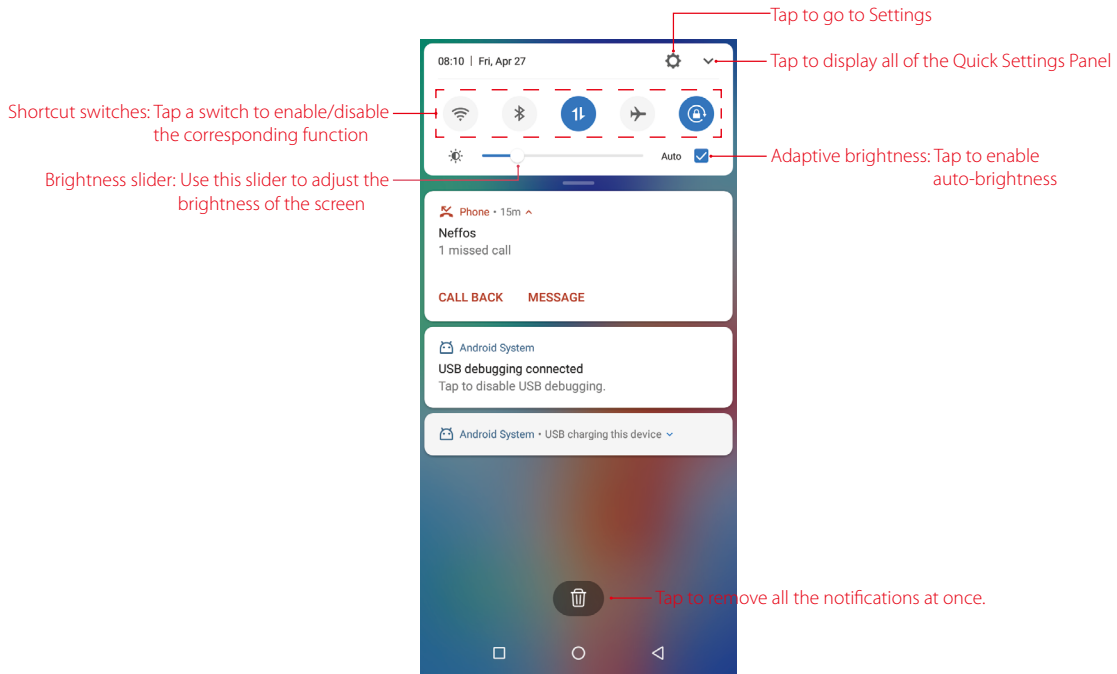 Tap to go to Settings
08:10 | Fri, Apr 27
Tap to display all of the Quick Settings Panel
Shortcut switches: Tap a switch to enable/disable
the corresponding function
Auto
Adaptive brightness: Tap to enable
auto-brightness
Brightness slider: Use this slider to adjust the
brightness of the screen
Phone • 15m
Neffos
1 missed call
CALL BACK MESSAGE
Android System
USB debugging connected
Tap to disable USB debugging.
Android System • USB charging this device
Tap to remove all the notifications at once.